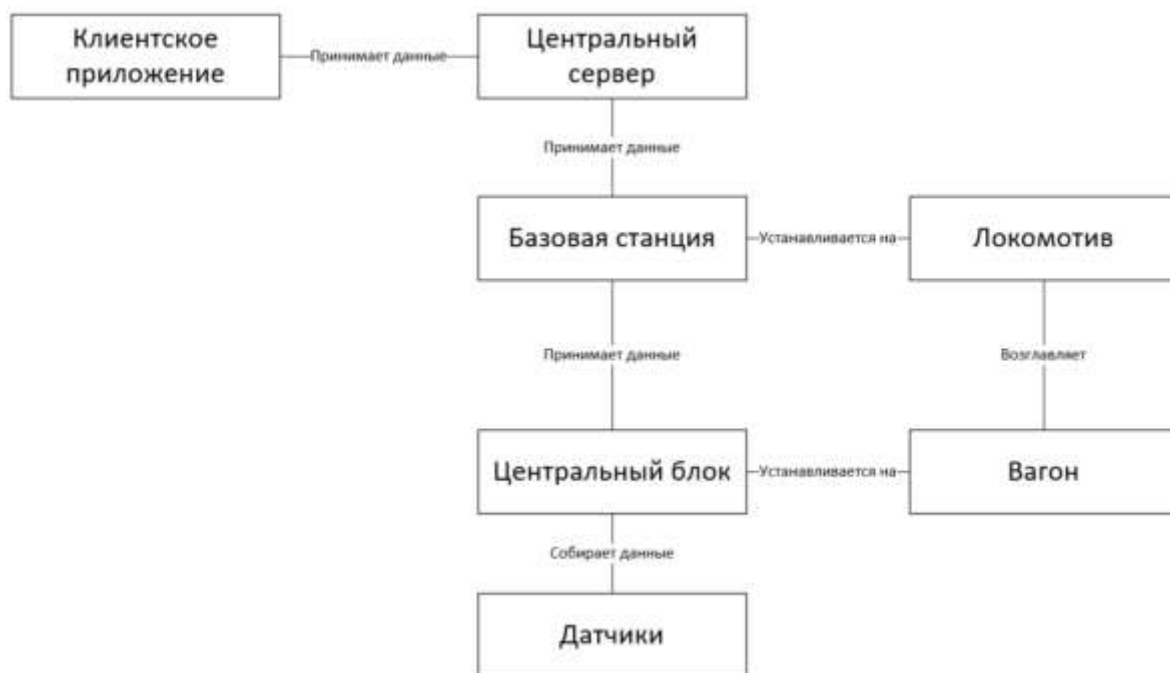 Клиентское
приложение
Принимает данные
Центральный
сервер
Принимает данные
Базовая станция
Устанавливается на
Локомотив
Принимает данные
Возглавляет
Центральный блок
Устанавливается на
Вагон
Собирает данные
Датчики